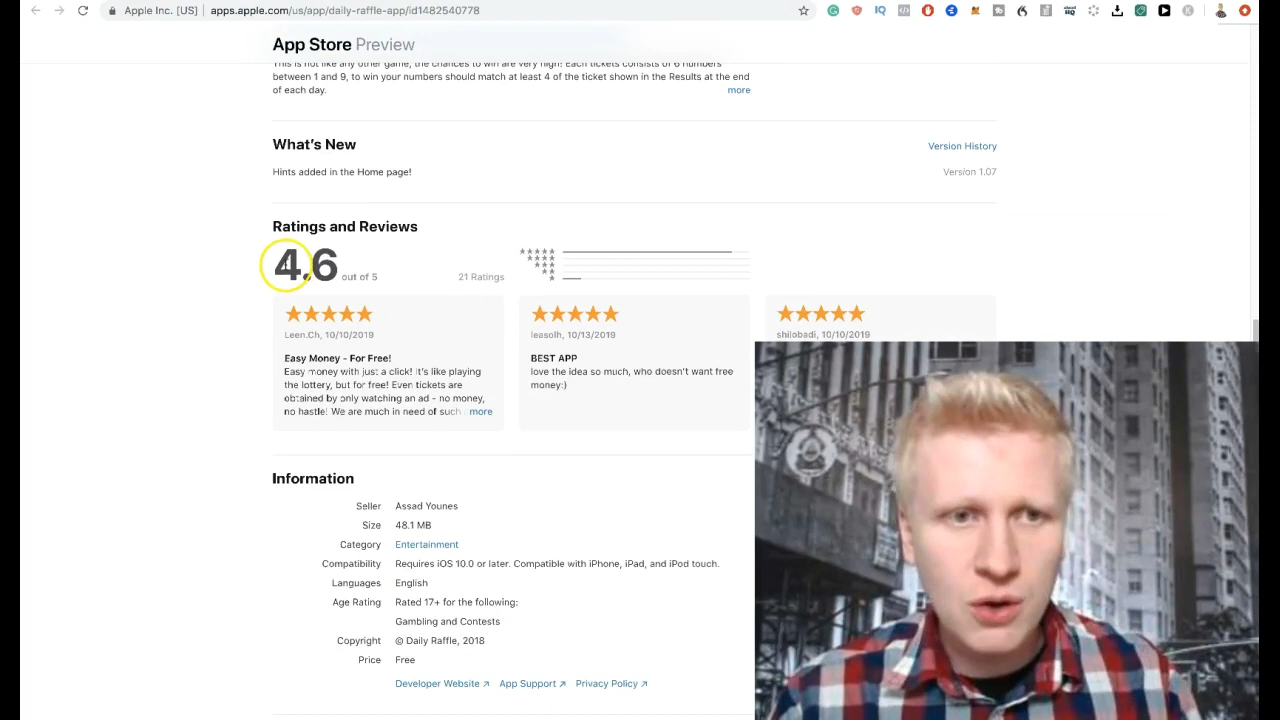 Apple Inc. [US]
apps.apple.com/us/app/daily-raffle-app/id1482540778
App Store Preview
This is not like any other game, the chances to win are very high! Each tickets consists of 6 numbers
between 1 and 9, to win your numbers should match at least 4 of the ticket shown in the Results at the end
of each day.
more
What's New
Version History
Hints added in the Home page!
Version 1.07
Ratings and Reviews
4.6 out of 5
21 Ratings
Leen.Ch, 10/10/2019
Easy Money - For Free!
Easy money with just a click! It's like playing
the lottery, but for free! Even tickets are
obtained by only watching an ad - no money,
no hastle! We are much in need of such more
leasolh, 10/13/2019
BEST APP
love the idea so much, who doesn't want free
money:)
shilobadi, 10/10/2019
Information
Seller Assad Younes
Size 48.1 MB
Category Entertainment
Compatibility Requires iOS 10.0 or later. Compatible with iPhone, iPad, and iPod touch.
Languages English
Age Rating Rated 17+ for the following:
Gambling and Contests
Copyright © Daily Raffle, 2018
Price Free
Developer Website
App Support
Privacy Policy